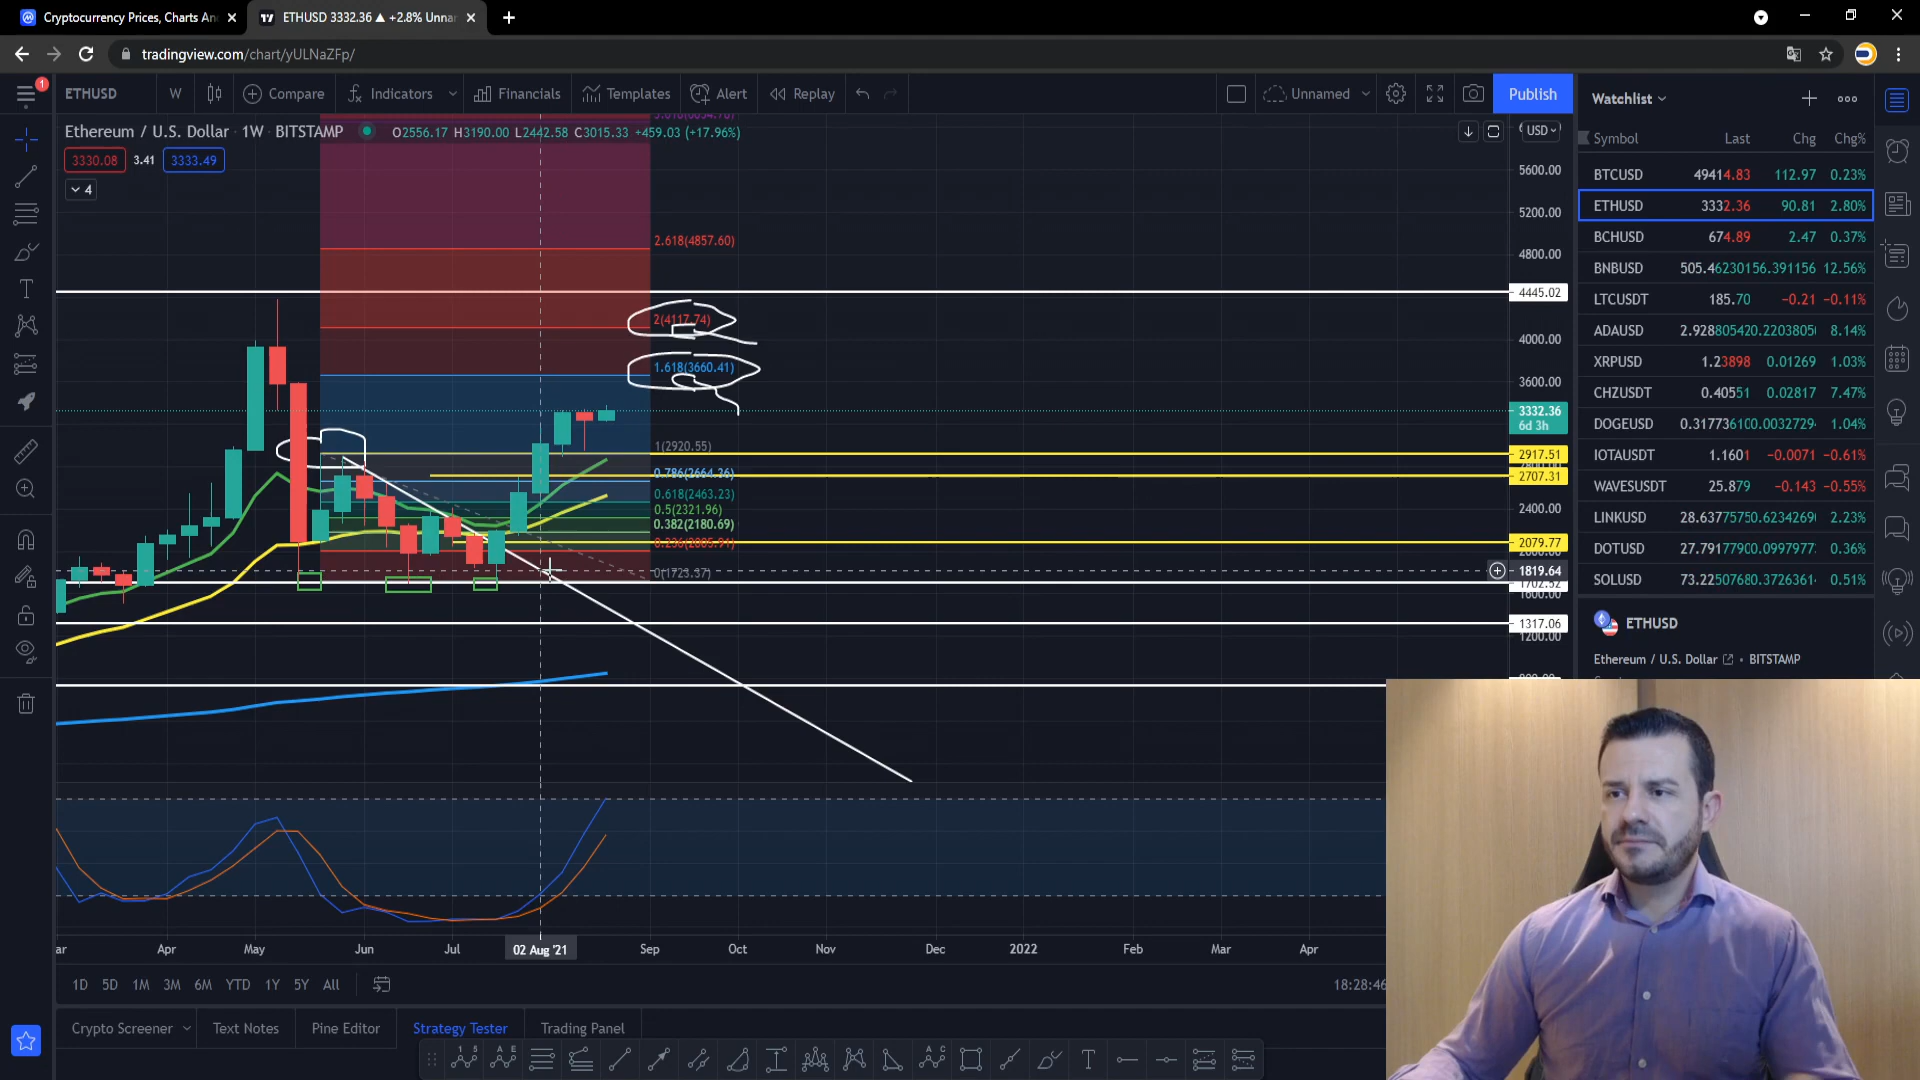 Cryptocurrency Prices, Charts An
ETHUSD 3332.36 ▲ +2.8% Unna
tradingview.com/chart/yULNaZFp/
1
ETHUSD W Compare Indicators Financials Templates Alert Replay Unnamed Publish
Ethereum / U.S. Dollar · 1W · BITSTAMP O2556.17 H3190.00 L2442.58 C3015.33 +459.03 (+17.96%)
3330.08 3.41 3333.49
4
USD
5600.00
5200.00
4800.00
4445.02
4000.00
3600.00
3332.36
6d 3h
2917.51
2707.31
2400.00
2079.77
1819.64
1600.00
1317.06
1200.00
2.618(4857.60)
2(4117.74)
1.618(3660.41)
1(2920.55)
0.786(2664.36)
0.618(2463.23)
0.5(2321.96)
0.382(2180.69)
0(1723.37)
Apr May Jun Jul 02 Aug '21 Sep Oct Nov Dec 2022 Feb Mar Apr
1D 5D 1M 3M 6M YTD 1Y 5Y All
18:28:46
Crypto Screener Text Notes Pine Editor Strategy Tester Trading Panel
Watchlist
Symbol Last Chg Chg%
BTCUSD 49414.83 112.97 0.23%
ETHUSD 3332.36 90.81 2.80%
BCHUSD 674.89 2.47 0.37%
BNBUSD 505.46230156.391156 12.56%
LTCUSDT 185.70 −0.21 −0.11%
ADAUSD 2.92880542 0.2203805 8.14%
XRPUSD 1.23898 0.01269 1.03%
CHZUSDT 0.40551 0.02817 7.47%
DOGEUSD 0.31773610 0.0032729 1.04%
IOTAUSDT 1.1601 −0.0071 −0.61%
WAVESUSDT 25.879 −0.143 −0.55%
LINKUSD 28.63775750.6234269 2.23%
DOTUSD 27.79177900.0997977 0.36%
SOLUSD 73.22507680.3726361 0.51%
ETHUSD
Ethereum / U.S. Dollar · BITSTAMP